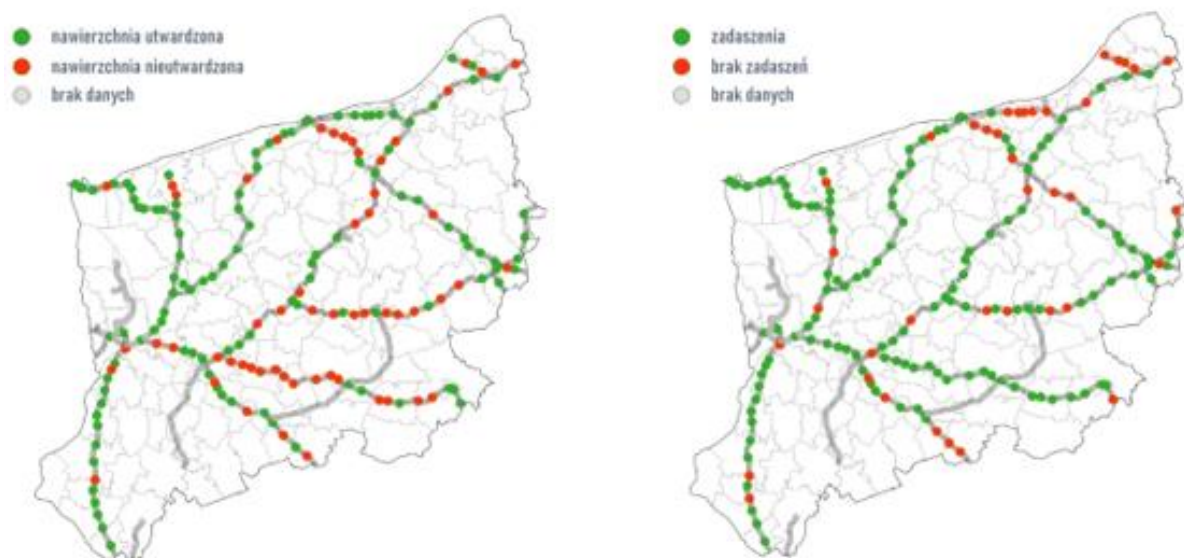 nawierzchnia utwardzona
nawierzchnia nieutwardzona
brak danych
zadaszenia
brak zadaszeń
brak danych